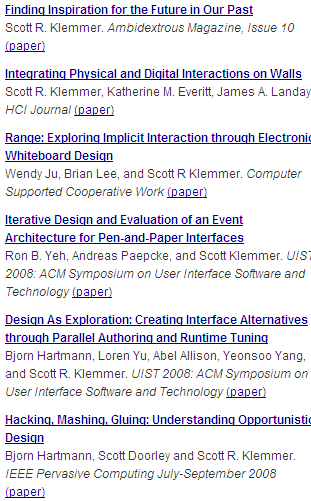 Finding Inspiration for the Future in Our Past
Scott R. Klemmer. Ambidextrous Magazine, Issue 10
(paper)
Integrating Physical and Digital Interactions on Walls
Scott R. Klemmer, Katherine M. Everitt, James A. Landay
HCI Journal (paper)
Range: Exploring Implicit Interaction through Electronic
Whiteboard Design
Wendy Ju, Brian Lee, and Scott R Klemmer. Computer
Supported Cooperative Work (paper)
Iterative Design and Evaluation of an Event
Architecture for Pen-and-Paper Interfaces
Ron B. Yeh, Andreas Paepcke, and Scott Klemmer. UIST
2008: ACM Symposium on User Interface Software and
Technology (paper)
Design As Exploration: Creating Interface Alternatives
through Parallel Authoring and Runtime Tuning
Bjorn Hartmann, Loren Yu, Abel Allison, Yeonsoo Yang,
and Scott R. Klemmer. UIST 2008: ACM Symposium on
User Interface Software and Technology (paper)
Hacking, Mashing, Gluing: Understanding Opportunistic
Design
Bjorn Hartmann, Scott Doorley and Scott R. Klemmer.
IEEE Pervasive Computing July-September 2008
(paper)